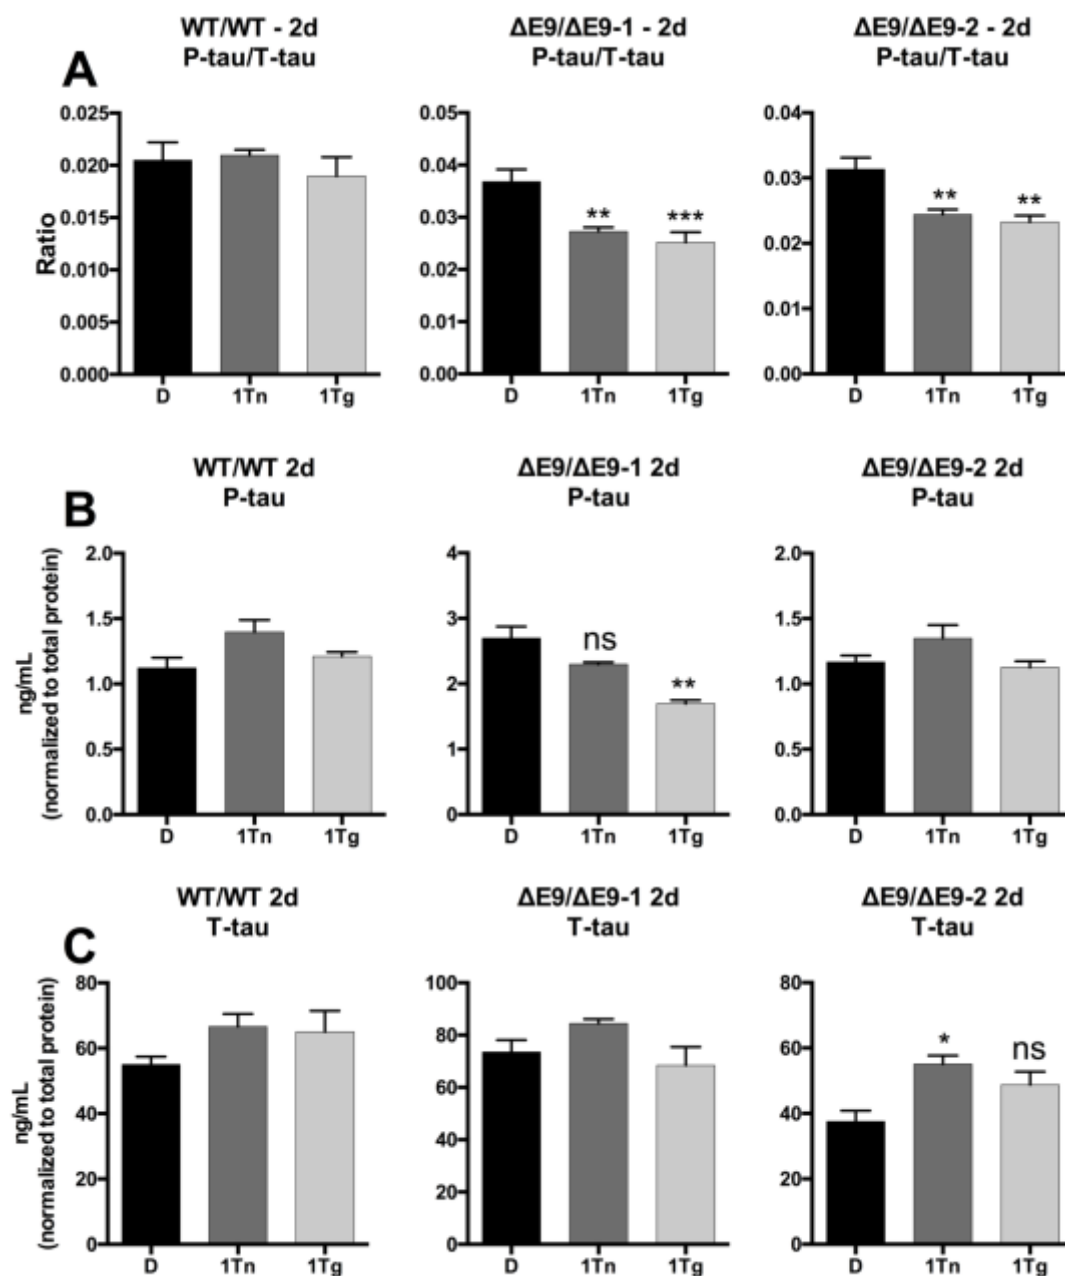 A
WT/WT - 2d
P-tau/T-tau
Ratio
0.025
0.020
0.015
0.010
0.005
0.000
D 1Tn 1Tg
ΔE9/ΔE9-1 - 2d
P-tau/T-tau
0.05
0.04
0.03
0.02
0.01
0.00
** ***
D 1Tn 1Tg
ΔE9/ΔE9-2 - 2d
P-tau/T-tau
0.04
0.03
0.02
0.01
0.00
** **
D 1Tn 1Tg
B
WT/WT 2d
P-tau
ng/mL
(normalized to total protein)
2.0
1.5
1.0
0.5
0.0
D 1Tn 1Tg
ΔE9/ΔE9-1 2d
P-tau
4
3
2
1
0
ns **
D 1Tn 1Tg
ΔE9/ΔE9-2 2d
P-tau
2.0
1.5
1.0
0.5
0.0
D 1Tn 1Tg
C
WT/WT 2d
T-tau
ng/mL
(normalized to total protein)
80
60
40
20
0
D 1Tn 1Tg
ΔE9/ΔE9-1 2d
T-tau
100
80
60
40
20
0
D 1Tn 1Tg
ΔE9/ΔE9-2 2d
T-tau
80
60
40
20
0
* ns
D 1Tn 1Tg